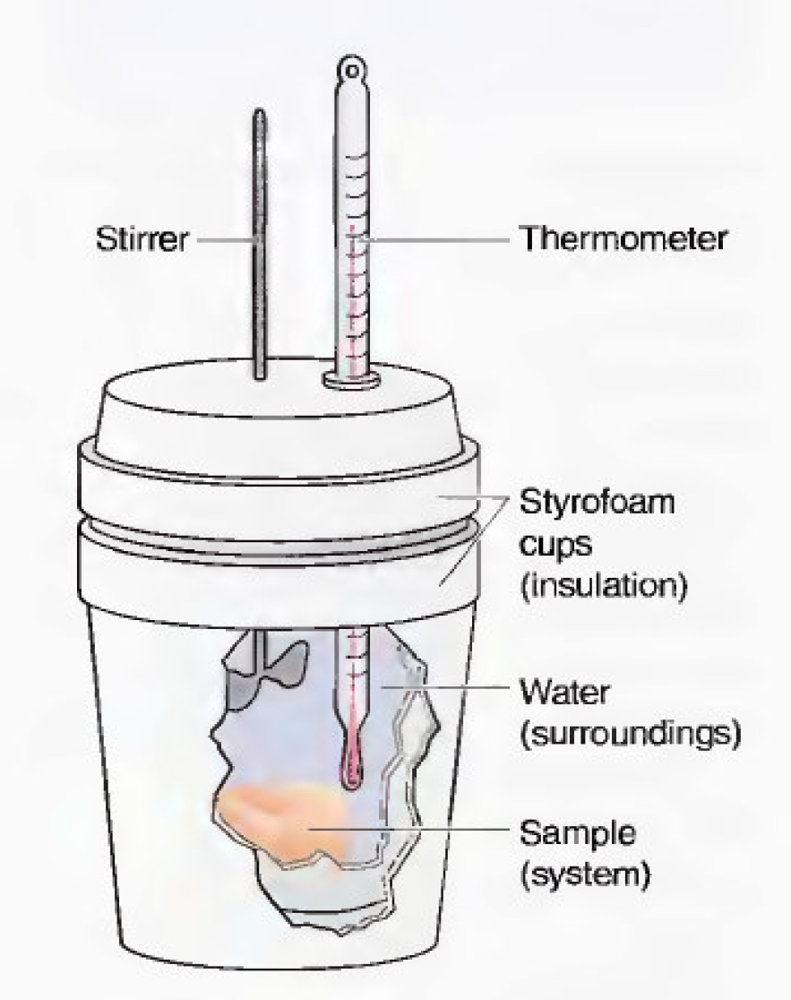 Stirrer
Thermometer
Styrofoam
cups
(insulation)
Water
(surroundings)
Sample
(system)